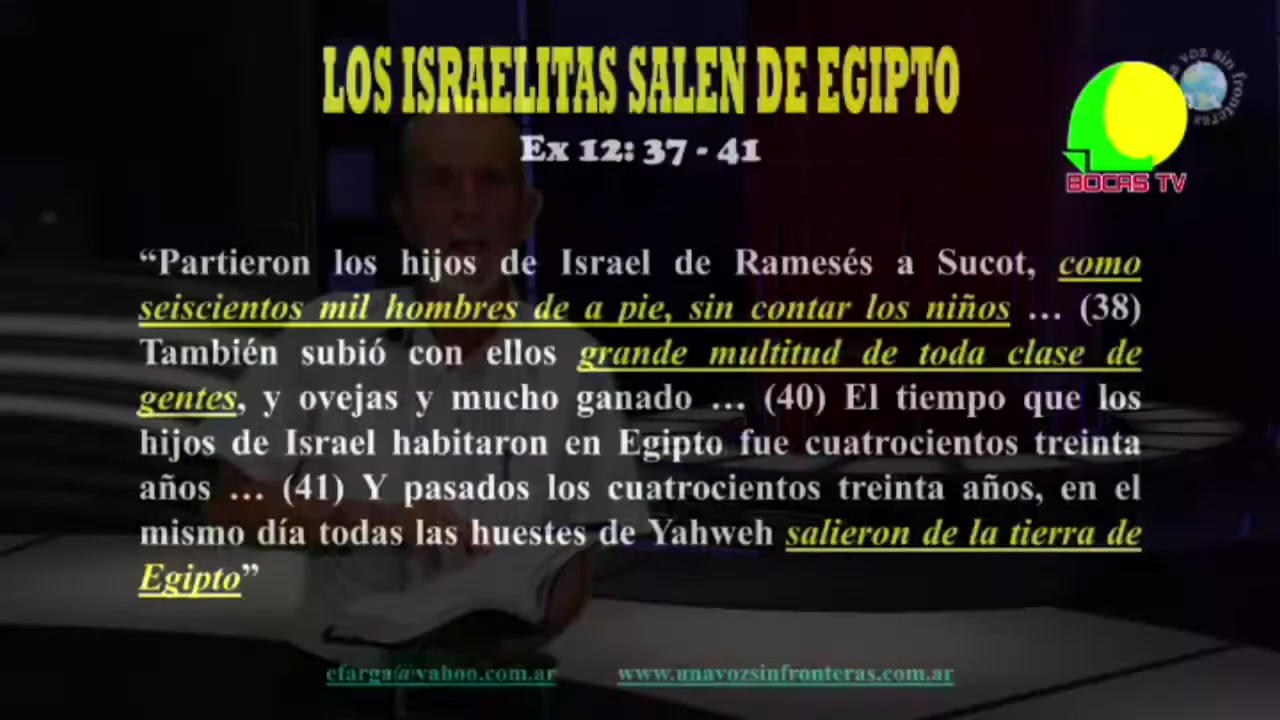 LOS ISRAELITAS SALEN DE EGIPTO
Ex 12: 37 - 41
voz sin fronteras
BOCAS TV
“Partieron los hijos de Israel de Ramesés a Sucot, como
seiscientos mil hombres de a pie, sin contar los niños … (38)
También subió con ellos grande multitud de toda clase de
gentes, y ovejas y mucho ganado … (40) El tiempo que los
hijos de Israel habitaron en Egipto fue cuatrocientos treinta
años … (41) Y pasados los cuatrocientos treinta años, en el
mismo día todas las huestes de Yahweh salieron de la tierra de
Egipto”
efarga@yahoo.com.ar www.unavozsinfronteras.com.ar